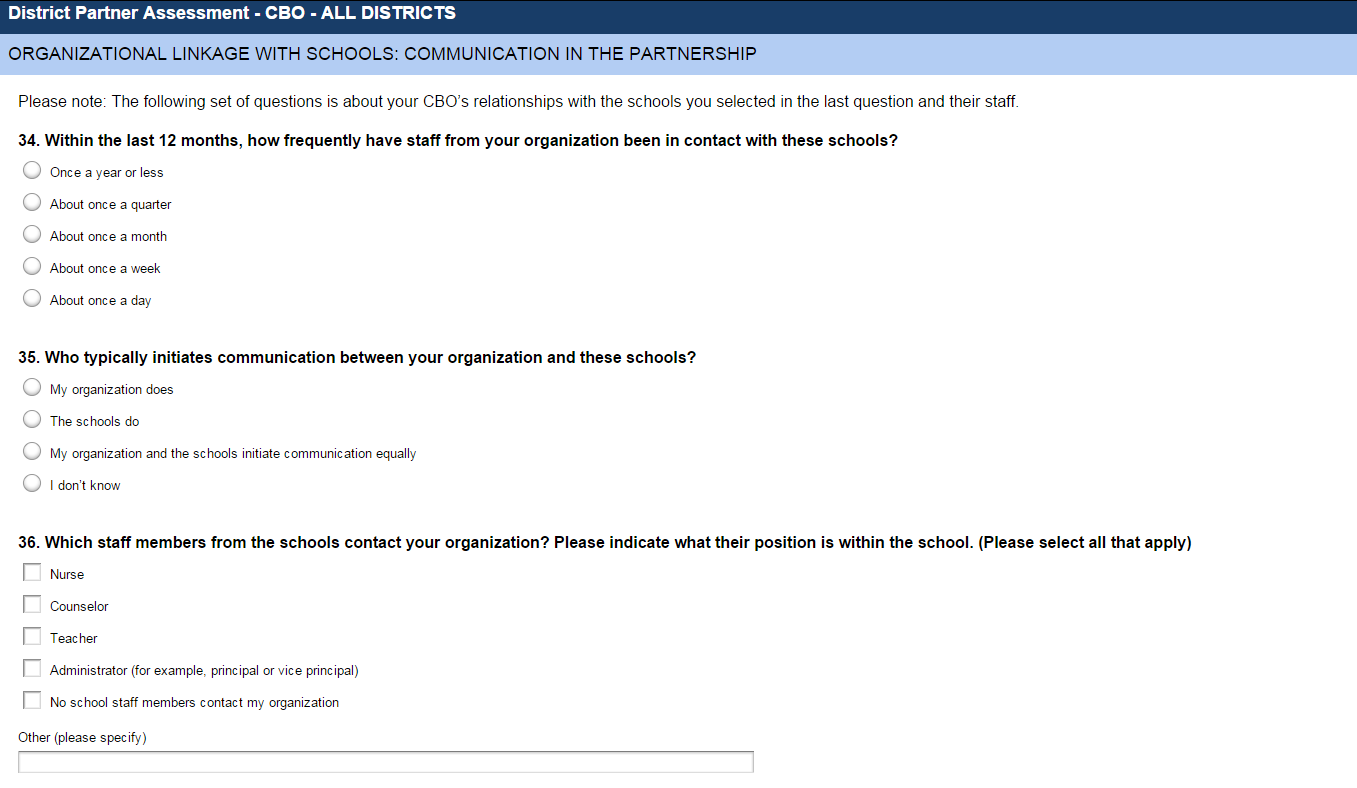 District Partner Assessment - CBO - ALL DISTRICTS
ORGANIZATIONAL LINKAGE WITH SCHOOLS: COMMUNICATION IN THE PARTNERSHIP
Please note: The following set of questions is about your CBO's relationships with the schools you selected in the last question and their staff.
34. Within the last 12 months, how frequently have staff from your organization been in contact with these schools?
Once a year or less
About once a quarter
About once a month
About once a week
About once a day
35. Who typically initiates communication between your organization and these schools?
My organization does
The schools do
My organization and the schools initiate communication equally
I don't know
36. Which staff members from the schools contact your organization? Please indicate what their position is within the school. (Please select all that apply)
Nurse
Counselor
Teacher
Administrator (for example, principal or vice principal)
No school staff members contact my organization
Other (please specify)